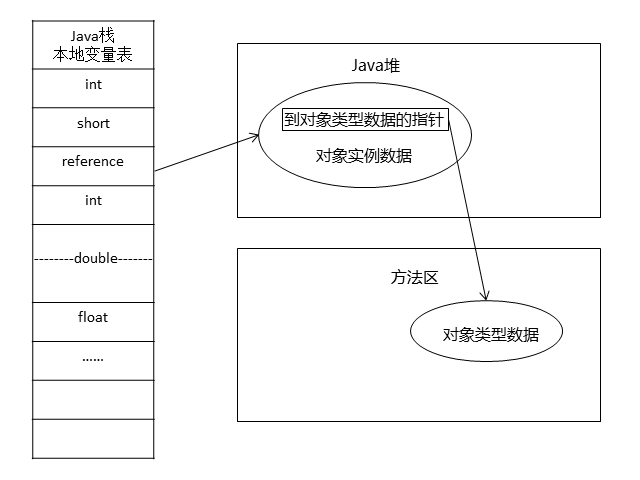 Java栈
本地变量表
int
short
reference
int
--------double-------
float
......
Java堆
到对象类型数据的指针
对象实例数据
方法区
对象类型数据